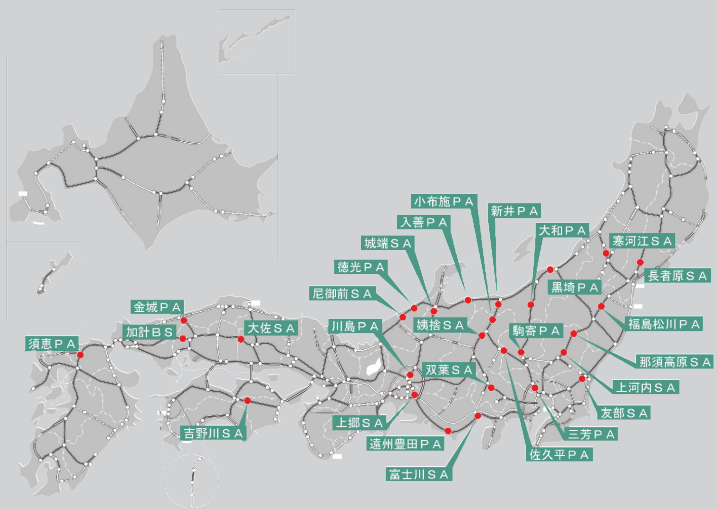 小布施ＰＡ
新井ＰＡ
入善ＰＡ
大和ＰＡ
城端ＳＡ
寒河江ＳＡ
徳光ＰＡ
長者原ＳＡ
尼御前ＳＡ
黒埼ＰＡ
金城ＰＡ
福島松川ＰＡ
加計ＢＳ
大佐ＳＡ
川島ＰＡ
姨捨ＳＡ
駒寄ＰＡ
須恵ＰＡ
那須高原ＳＡ
双葉ＳＡ
上河内ＳＡ
友部ＳＡ
上郷ＳＡ
吉野川ＳＡ
三芳ＰＡ
遠州豊田ＰＡ
佐久平ＰＡ
富士川ＳＡ